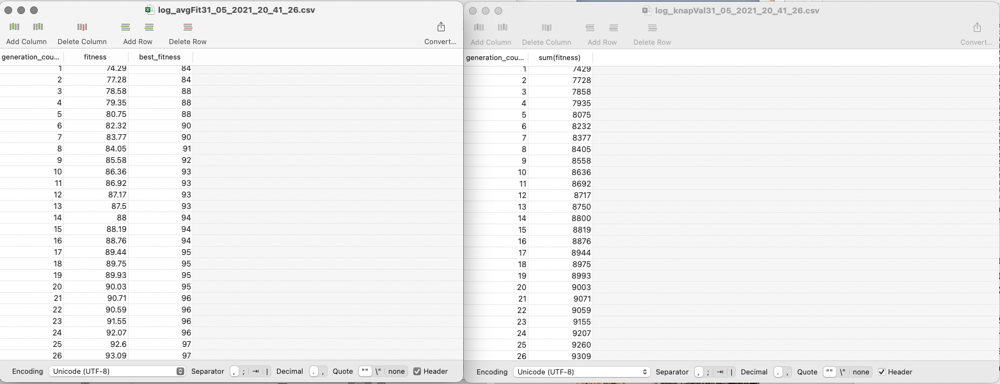 log_avgFit31_05_2021_20_41_26.csv
Add Column Delete Column Add Row Delete Row Convert...
generation_cou... fitness best_fitness
1 74.29 84
2 77.28 84
3 78.58 88
4 79.35 88
5 80.75 88
6 82.32 90
7 83.77 90
8 84.05 91
9 85.58 92
10 86.36 93
11 86.92 93
12 87.17 93
13 87.5 93
14 88 94
15 88.19 94
16 88.76 94
17 89.44 95
18 89.75 95
19 89.93 95
20 90.03 95
21 90.71 96
22 90.59 96
23 91.55 96
24 92.07 96
25 92.6 97
26 93.09 97
Encoding Unicode (UTF-8) Separator , ; ⇥ | Decimal . , Quote "" \" none Header
log_knapVal31_05_2021_20_41_26.csv
Add Column Delete Column Add Row Delete Row Convert...
generation_cou... sum(fitness)
1 7429
2 7728
3 7858
4 7935
5 8075
6 8232
7 8377
8 8405
9 8558
10 8636
11 8692
12 8717
13 8750
14 8800
15 8819
16 8876
17 8944
18 8975
19 8993
20 9003
21 9071
22 9059
23 9155
24 9207
25 9260
26 9309
Encoding Unicode (UTF-8) Separator , ; ⇥ | Decimal . , Quote "" \" none Header